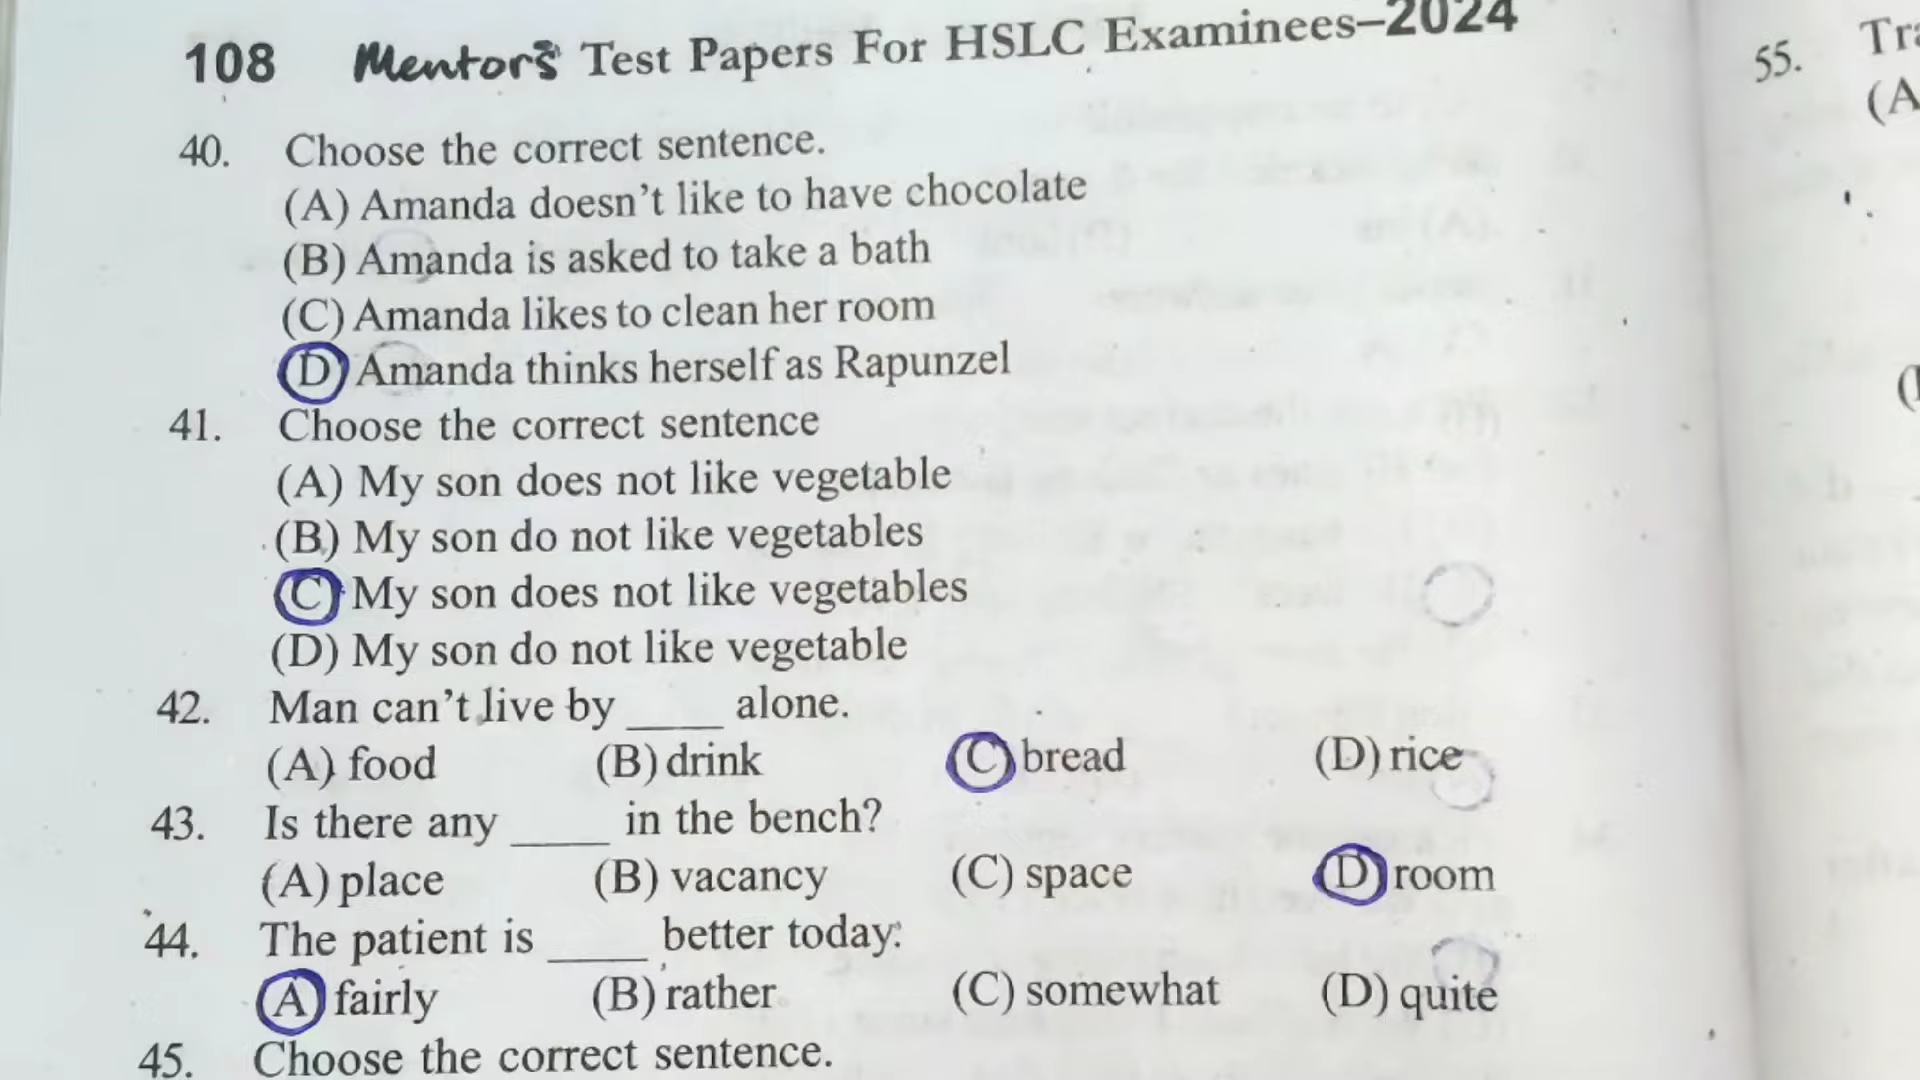 108 Mentor's Test Papers For HSLC Examinees–2024
40. Choose the correct sentence.
(A) Amanda doesn't like to have chocolate
(B) Amanda is asked to take a bath
(C) Amanda likes to clean her room
(D) Amanda thinks herself as Rapunzel
41. Choose the correct sentence
(A) My son does not like vegetable
(B) My son do not like vegetables
(C) My son does not like vegetables
(D) My son do not like vegetable
42. Man can't live by ____ alone.
(A) food (B) drink (C) bread (D) rice
43. Is there any ____ in the bench?
(A) place (B) vacancy (C) space (D) room
44. The patient is ____ better today.
(A) fairly (B) rather (C) somewhat (D) quite
45. Choose the correct sentence.
55.
(A